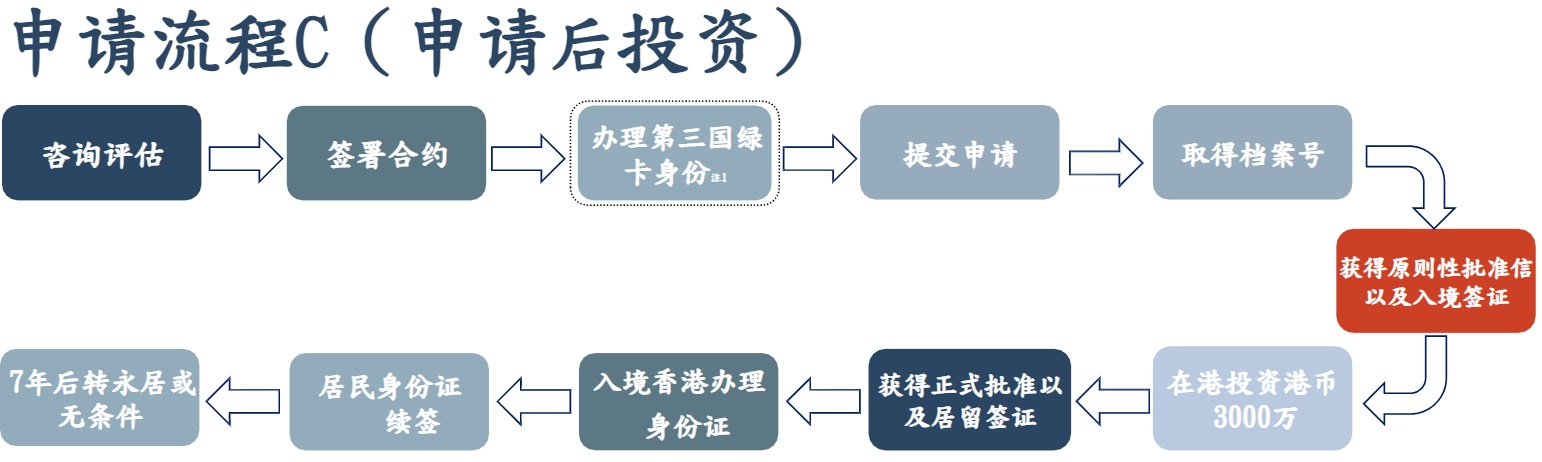 申请流程C（申请后投资）
咨询评估
签署合约
办理第三国绿
卡身份注1
提交申请
取得档案号
获得原则性批准信
以及入境签证
在港投资港币
3000万
获得正式批准以
及居留签证
入境香港办理
身份证
居民身份证
续签
7年后转永居或
无条件